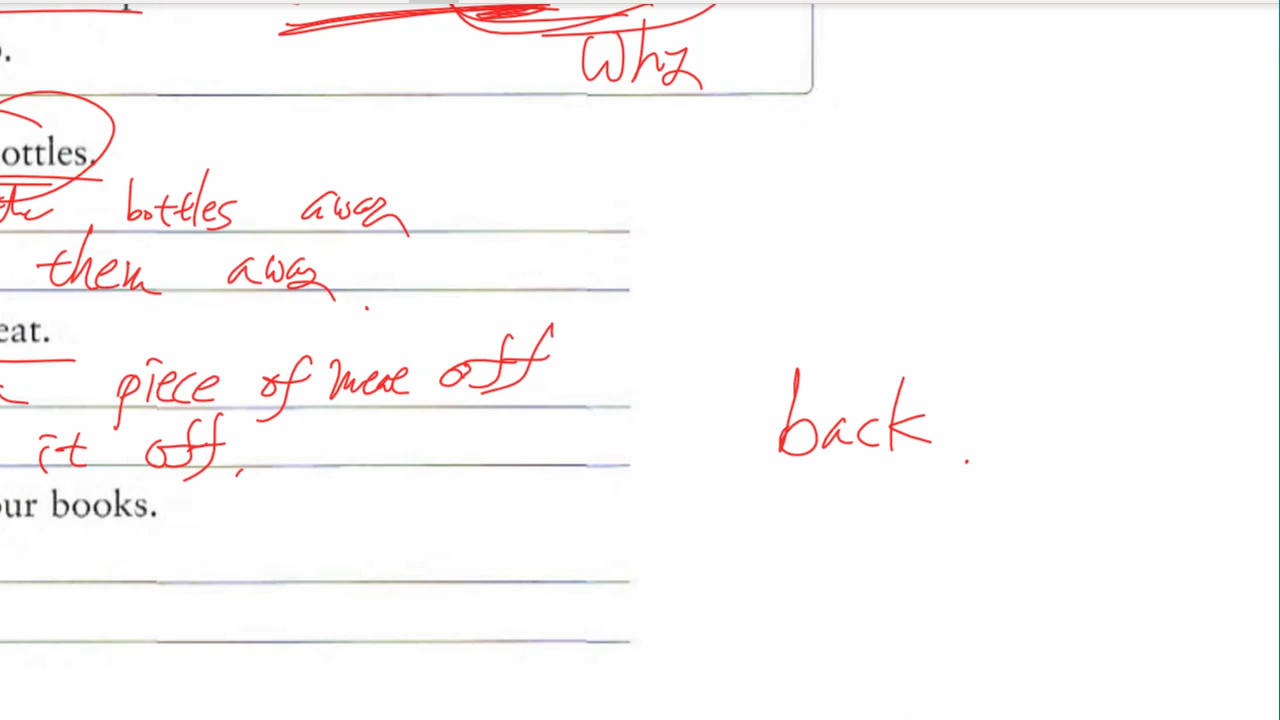 Why
ottles.
the bottles away
them away.
eat.
piece of meat off
it off.
back.
our books.